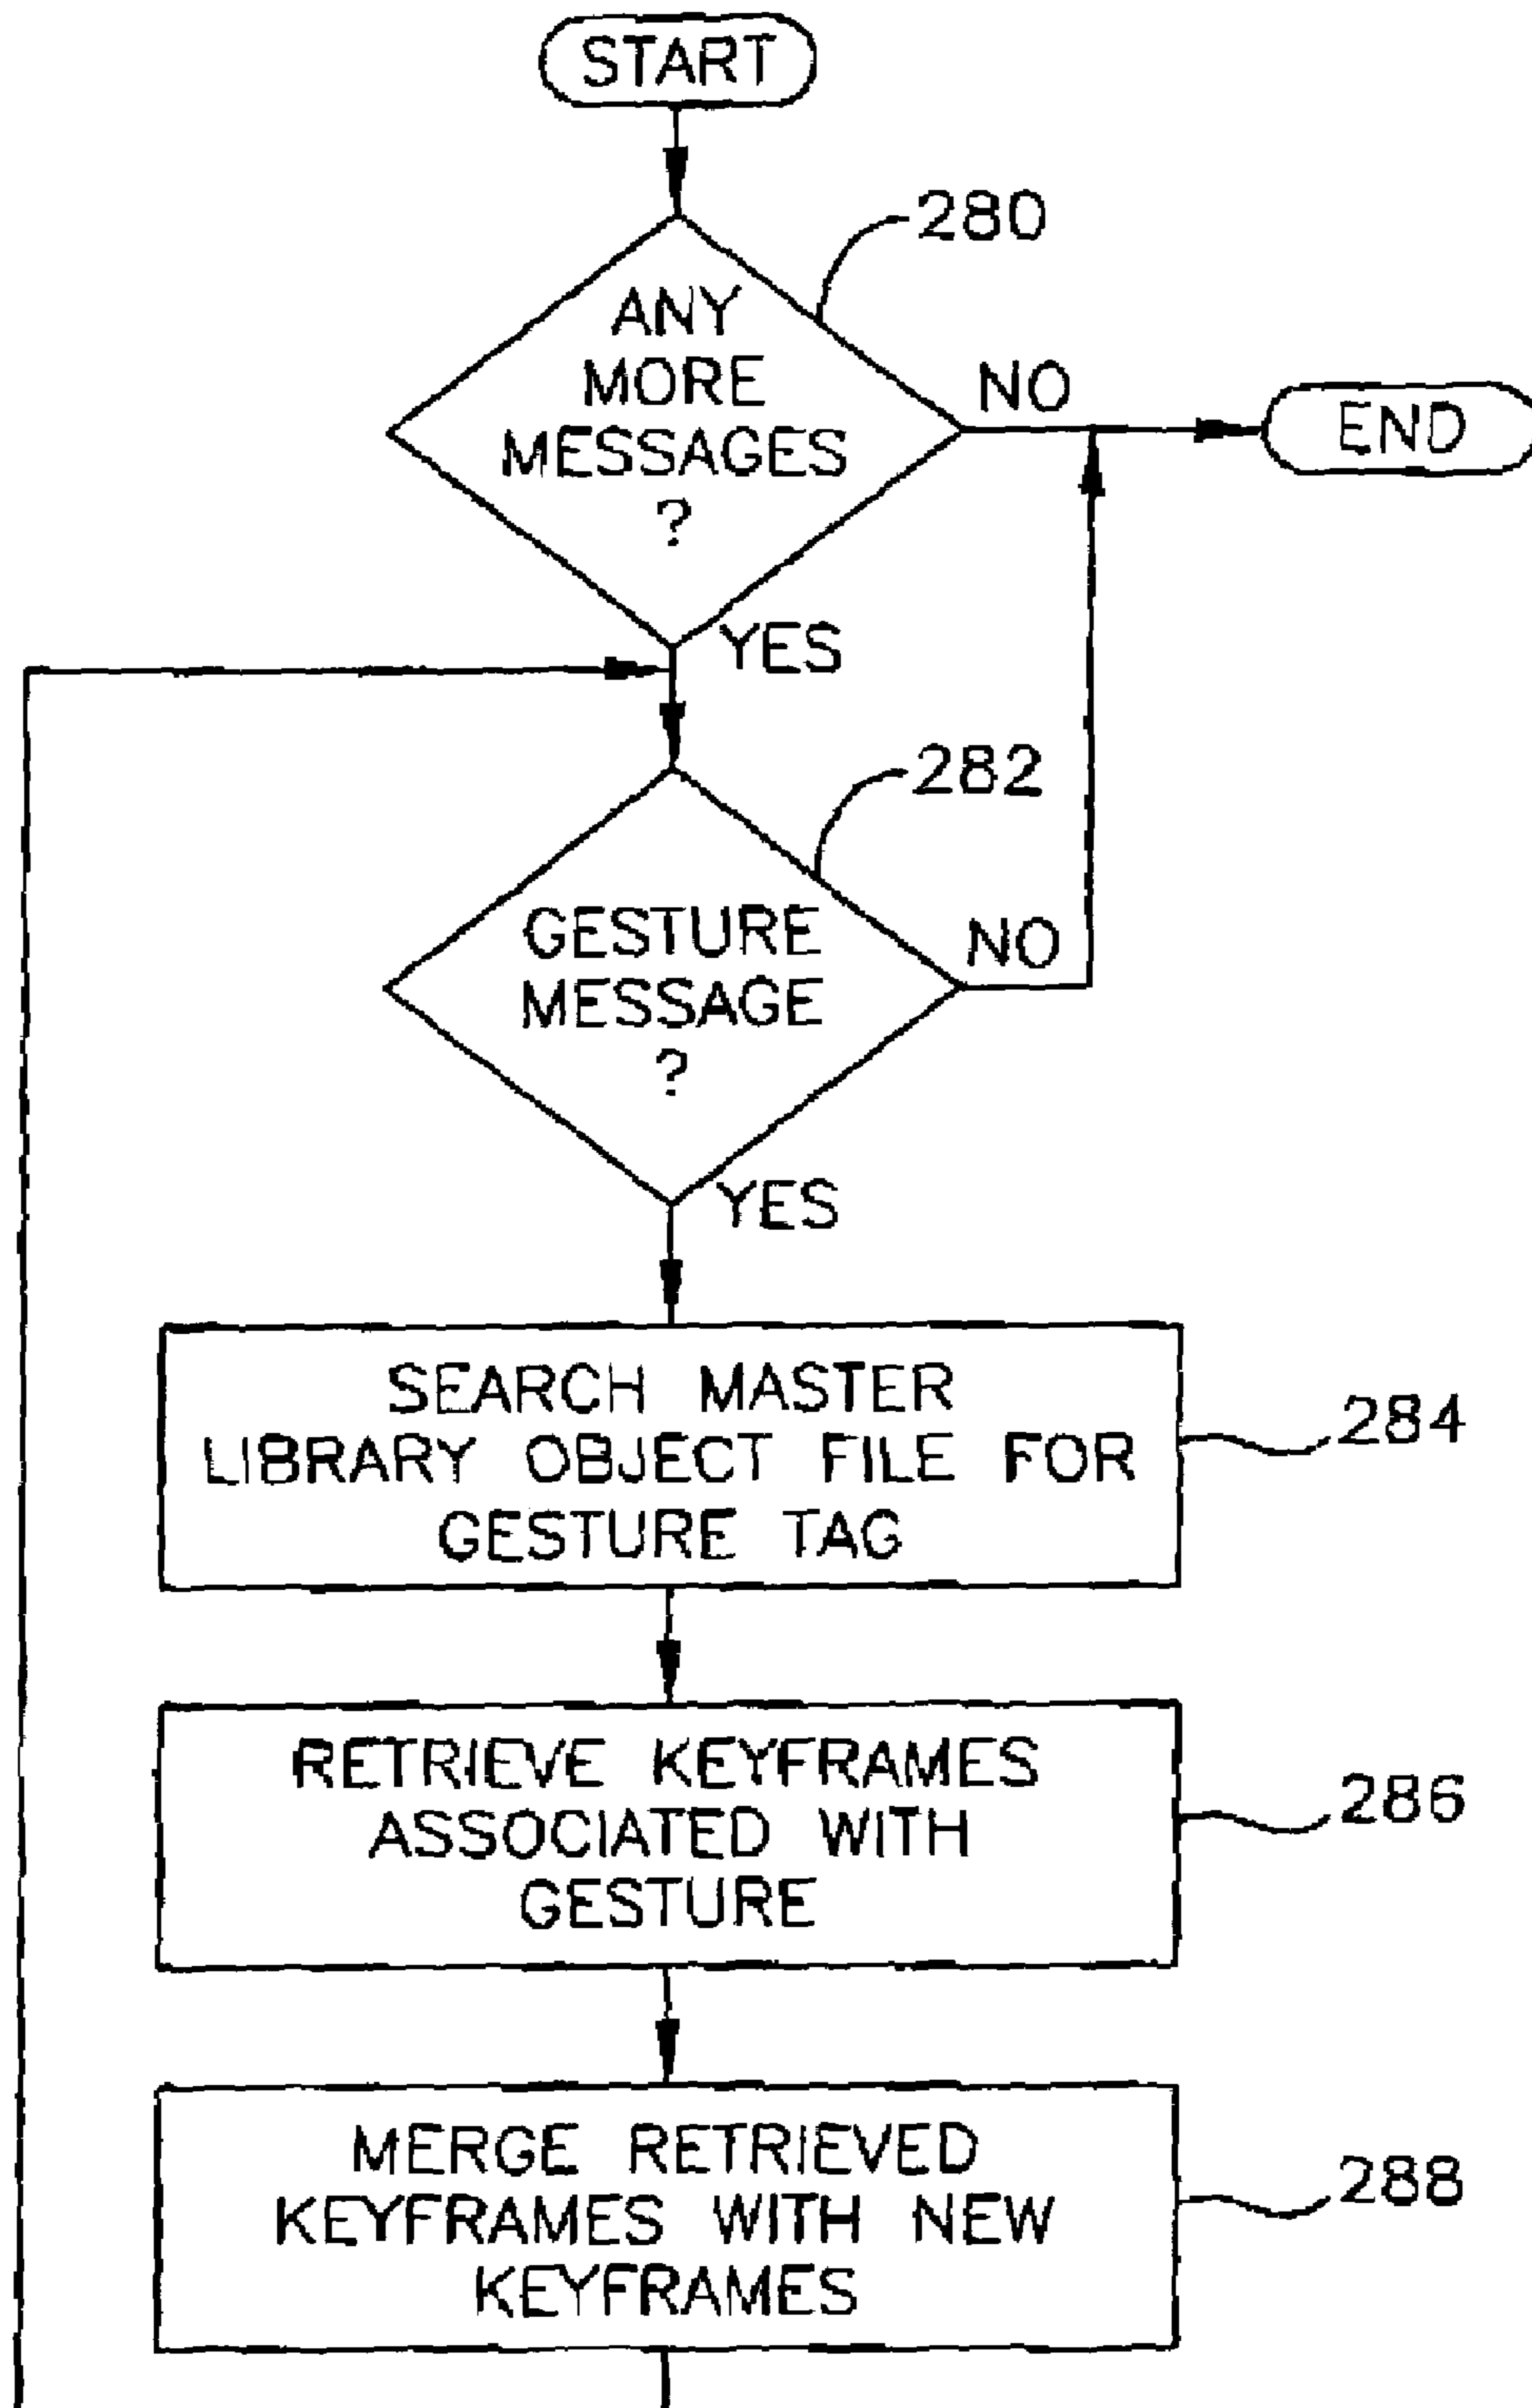 START
280
ANY
MORE
MESSAGES
?
NO
END
YES
282
GESTURE
MESSAGE
?
NO
YES
SEARCH MASTER
LIBRARY OBJECT FILE FOR
GESTURE TAG
284
RETRIEVE KEYFRAMES
ASSOCIATED WITH
GESTURE
286
MERGE RETRIEVED
KEYFRAMES WITH NEW
KEYFRAMES
288